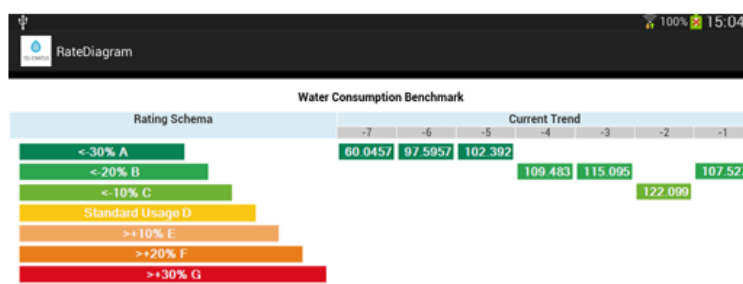 100% 15:04
RateDiagram
Water Consumption Benchmark
Rating Schema Current Trend
-7 -6 -5 -4 -3 -2 -1
<-30% A 60.0457 97.5957 102.392
<-20% B 109.483 115.095 107.527
<-10% C 122.099
Standard Usage D
>+10% E
>+20% F
>+30% G